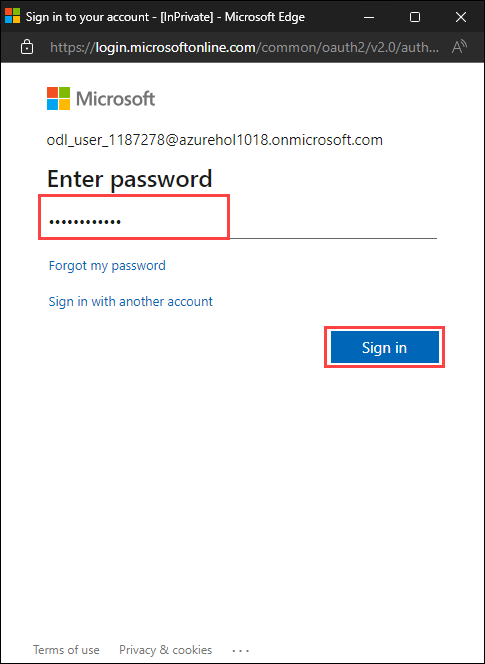 Sign in to your account - [InPrivate] - Microsoft Edge
https://login.microsoftonline.com/common/oauth2/v2.0/auth...
Microsoft
odl_user_1187278@azurehol1018.onmicrosoft.com
Enter password
••••••••••••
Forgot my password
Sign in with another account
Sign in
Terms of use Privacy & cookies ...